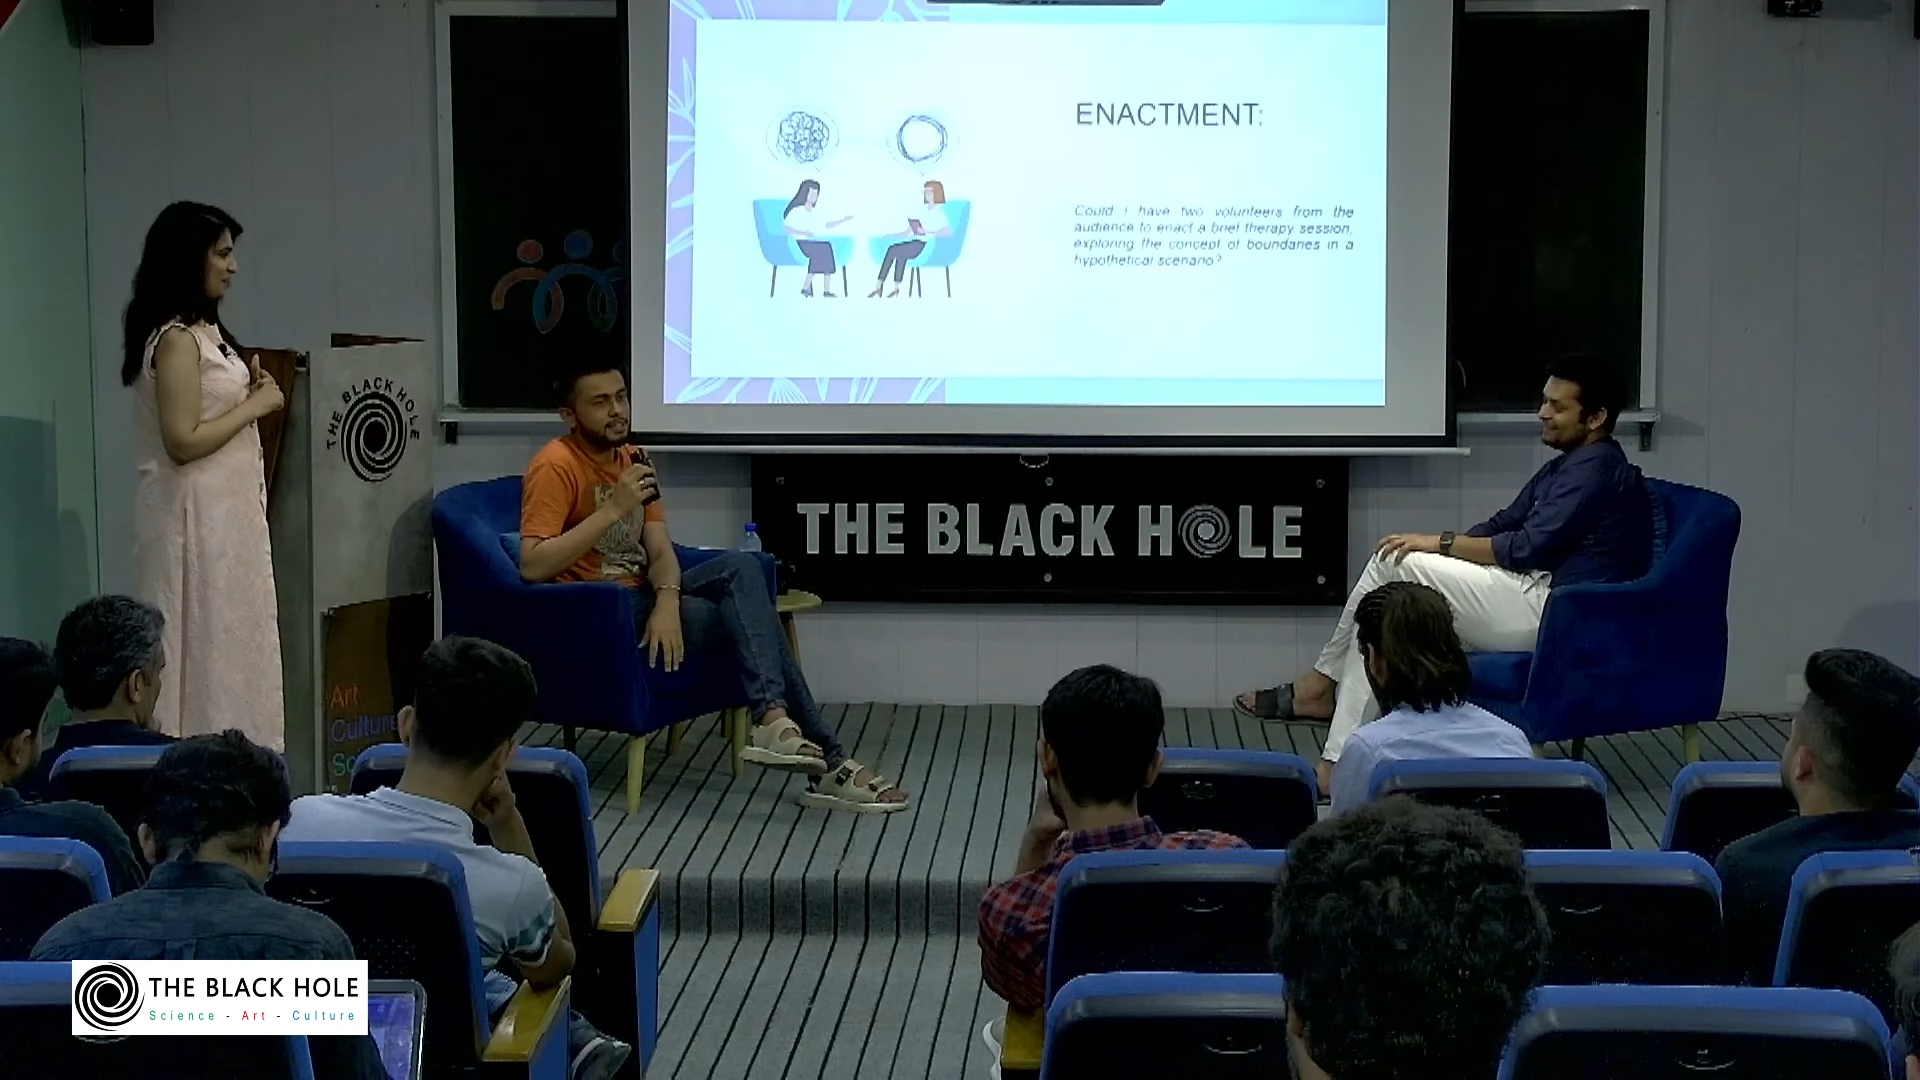 ENACTMENT:
Could I have two volunteers from the
audience to enact a brief therapy session,
exploring the concept of boundaries in a
hypothetical scenario?
THE BLACK HOLE
THE BLACK HOLE
Art
Culture
Sc
THE BLACK HOLE
Science - Art - Culture